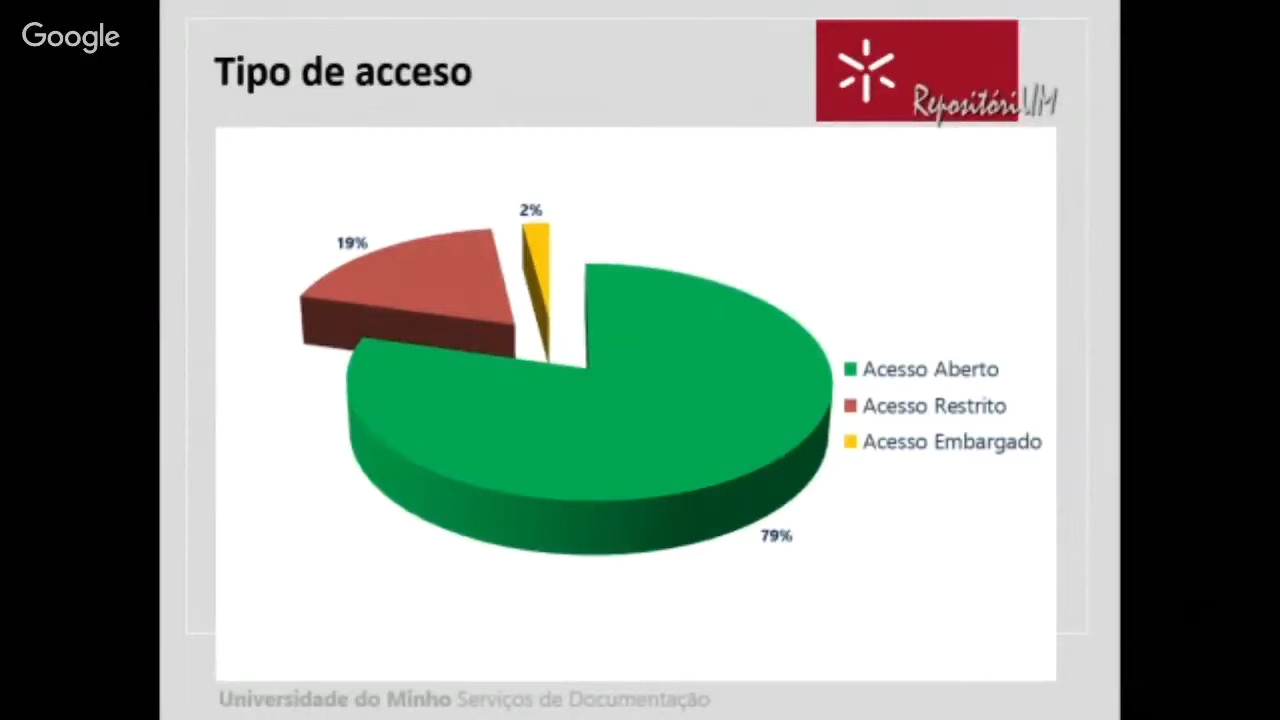 Google
Tipo de acceso
RepositóriUM
2%
19%
Acesso Aberto
Acesso Restrito
Acesso Embargado
79%
Universidade do Minho Serviços de Documentação